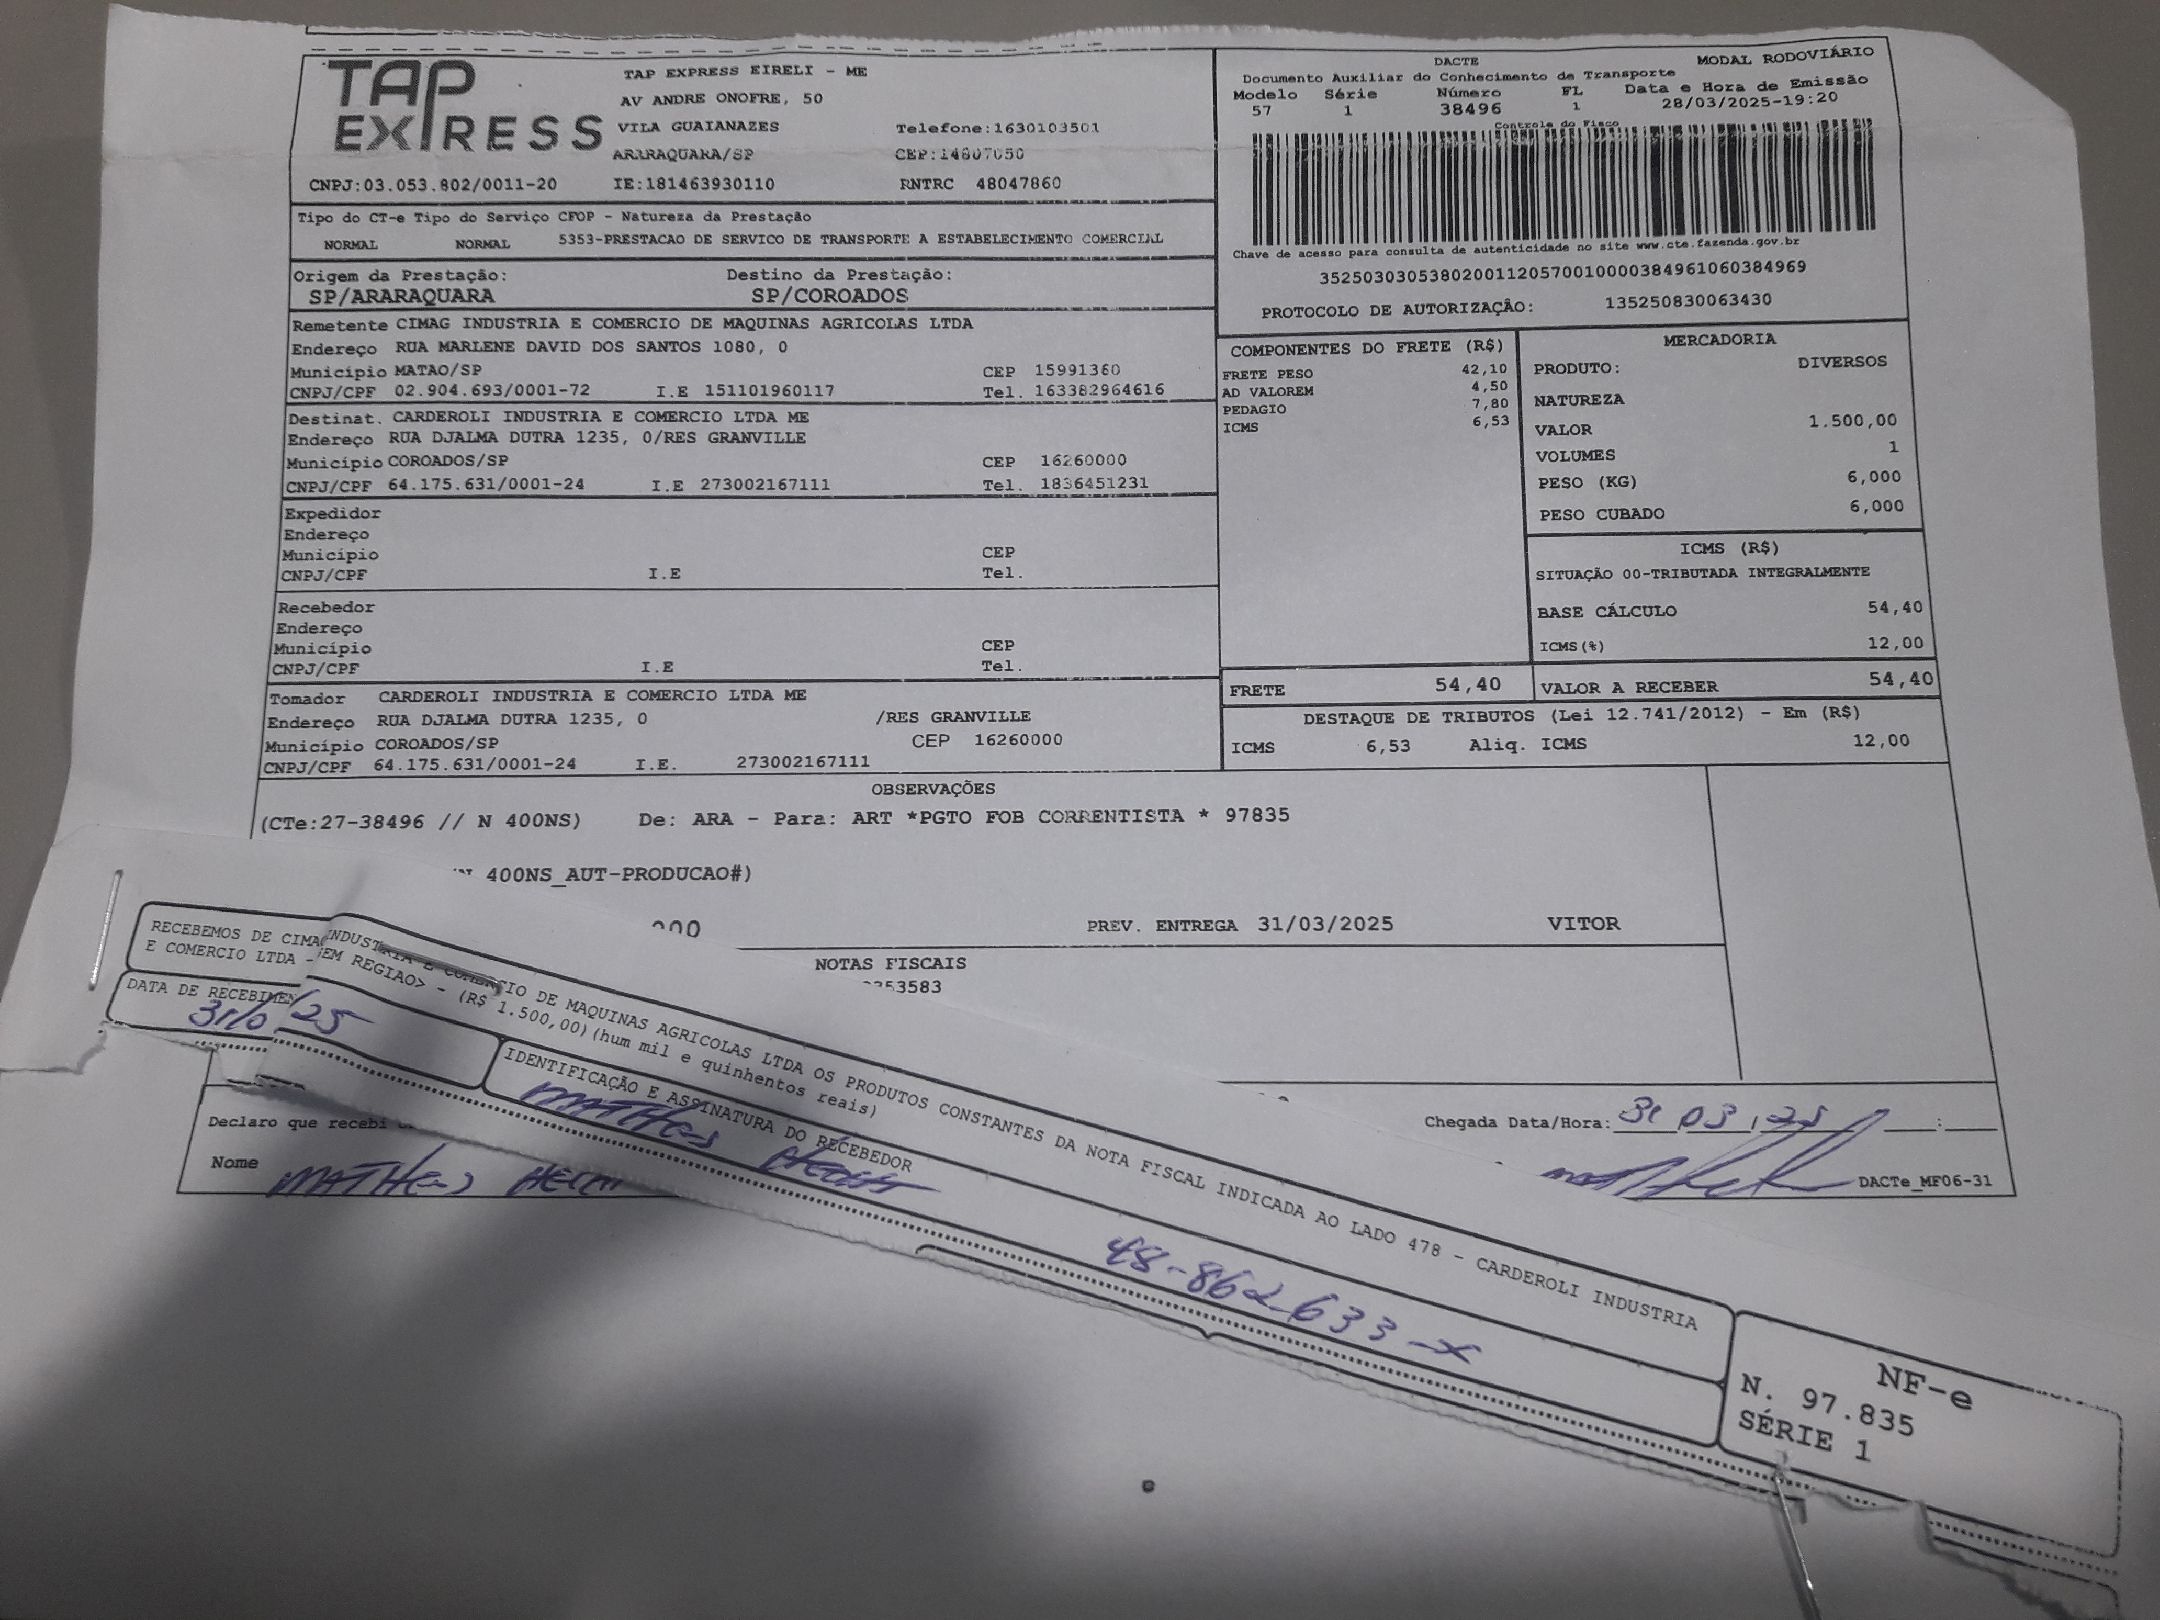 TAP EXPRESS
TAP EXPRESS EIRELI - ME
AV ANDRE ONOFRE, 50
VILA GUAIANAZES Telefone:1630103501
ARARAQUARA/SP CEP:14807050
CNPJ:03.053.802/0011-20 IE:181463930110 RNTRC 48047860
DACTE MODAL RODOVIÁRIO
Documento Auxiliar do Conhecimento de Transporte
Modelo Série Número FL Data e Hora de Emissão
57 1 38496 1 28/03/2025-19:20
Controle do Fisco
Chave de acesso para consulta de autenticidade no site www.cte.fazenda.gov.br
35250303053802001120570010000384961060384969
PROTOCOLO DE AUTORIZAÇÃO: 135250830063430
Tipo do CT-e Tipo do Serviço CFOP - Natureza da Prestação
NORMAL NORMAL 5353-PRESTACAO DE SERVICO DE TRANSPORTE A ESTABELECIMENTO COMERCIAL
Origem da Prestação: Destino da Prestação:
SP/ARARAQUARA SP/COROADOS
Remetente CIMAG INDUSTRIA E COMERCIO DE MAQUINAS AGRICOLAS LTDA
Endereço RUA MARLENE DAVID DOS SANTOS 1080, 0
Município MATAO/SP CEP 15991360
CNPJ/CPF 02.904.693/0001-72 I.E 151101960117 Tel. 163382964616
Destinat. CARDEROLI INDUSTRIA E COMERCIO LTDA ME
Endereço RUA DJALMA DUTRA 1235, 0/RES GRANVILLE
Município COROADOS/SP CEP 16260000
CNPJ/CPF 64.175.631/0001-24 I.E 273002167111 Tel. 1836451231
Expedidor
Endereço
Município CEP
CNPJ/CPF I.E Tel.
Recebedor
Endereço
Município CEP
CNPJ/CPF I.E Tel.
Tomador CARDEROLI INDUSTRIA E COMERCIO LTDA ME
Endereço RUA DJALMA DUTRA 1235, 0 /RES GRANVILLE
Município COROADOS/SP CEP 16260000
CNPJ/CPF 64.175.631/0001-24 I.E. 273002167111
COMPONENTES DO FRETE (R$)
FRETE PESO 42,10
AD VALOREM 4,50
PEDAGIO 7,80
ICMS 6,53
MERCADORIA
PRODUTO: DIVERSOS
NATUREZA
VALOR 1.500,00
VOLUMES 1
PESO (KG) 6,000
PESO CUBADO 6,000
ICMS (R$)
SITUAÇÃO 00-TRIBUTADA INTEGRALMENTE
BASE CÁLCULO 54,40
ICMS(%) 12,00
FRETE 54,40 VALOR A RECEBER 54,40
DESTAQUE DE TRIBUTOS (Lei 12.741/2012) - Em (R$)
ICMS 6,53 Aliq. ICMS 12,00
OBSERVAÇÕES
(CTe:27-38496 // N 400NS) De: ARA - Para: ART *PGTO FOB CORRENTISTA * 97835
400NS_AUT-PRODUCAO#)
PREV. ENTREGA 31/03/2025 VITOR
NOTAS FISCAIS
353583
RECEBEMOS DE CIMAG INDUSTRIA E COMERCIO DE MAQUINAS AGRICOLAS LTDA OS PRODUTOS CONSTANTES DA NOTA FISCAL INDICADA AO LADO 478 - CARDEROLI INDUSTRIA
E COMERCIO LTDA - EM REGIAO> - (R$ 1.500,00) (hum mil e quinhentos reais)
DATA DE RECEBIMEN
IDENTIFICAÇÃO E ASSINATURA DO RECEBEDOR
MATHEUS
48-862633-X
NF-e
N. 97.835
SÉRIE 1
Declaro que recebi
Nome MATHEUS
Chegada Data/Hora: 31 03 25 :
DACTe_MF06-31